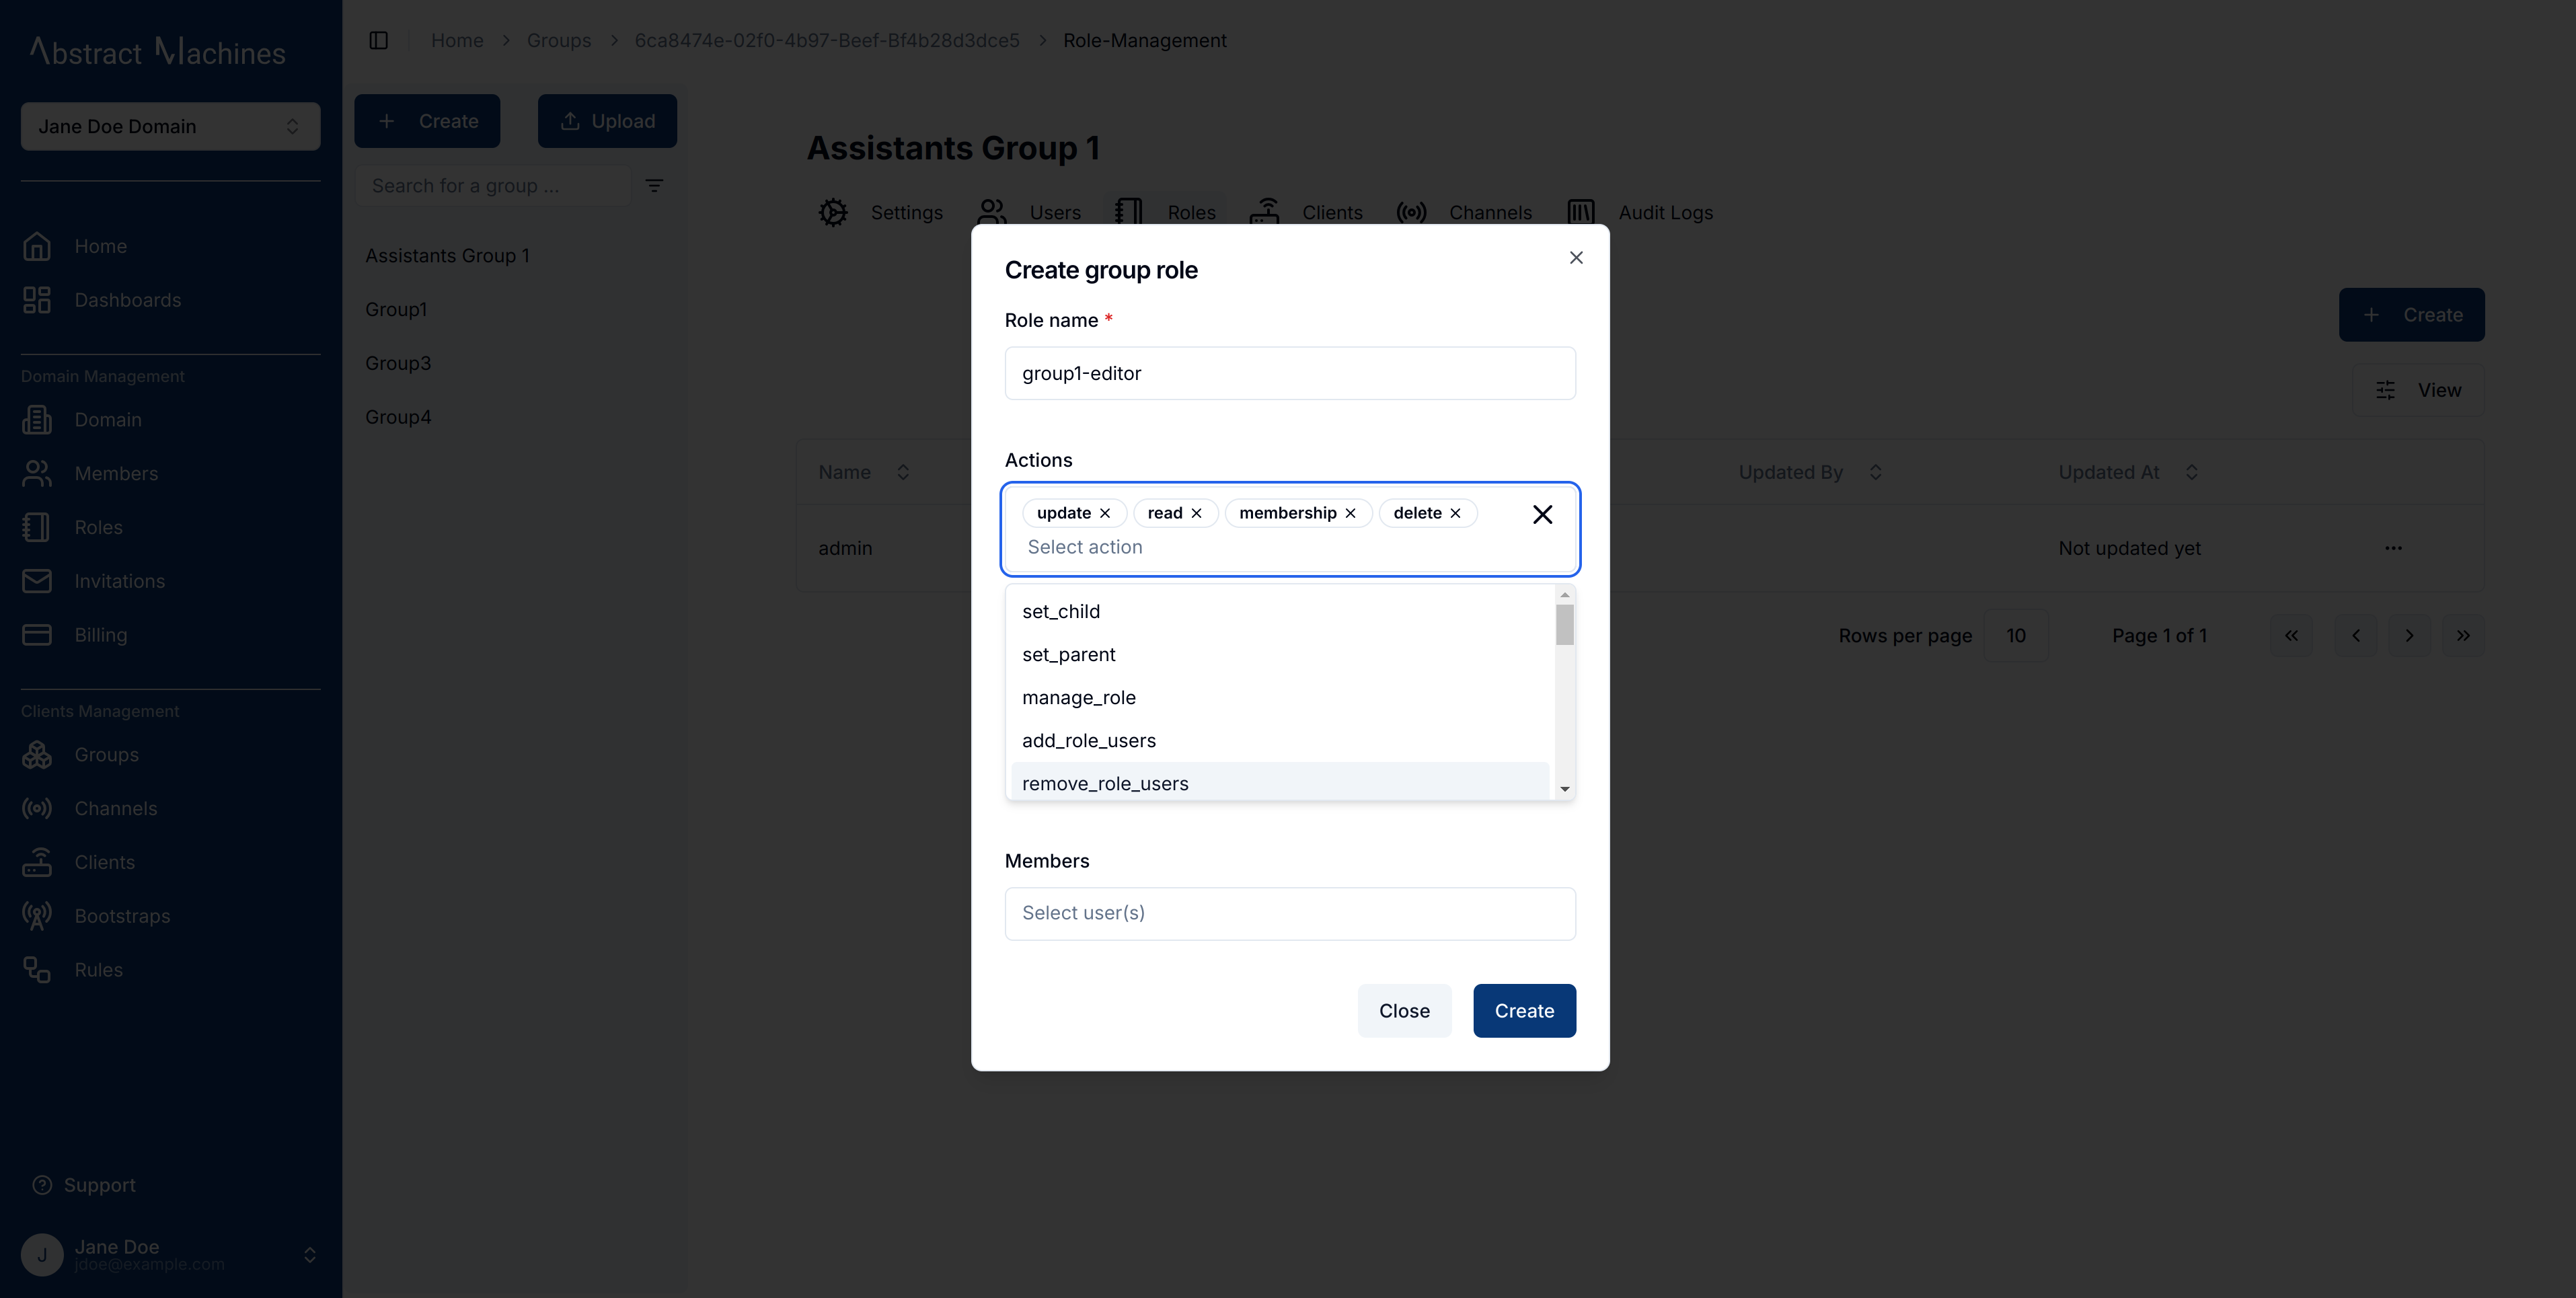 Abstract Machines
Jane Doe Domain
Home
Dashboards
Domain Management
Domain
Members
Roles
Invitations
Billing
Clients Management
Groups
Channels
Clients
Bootstraps
Rules
Support
J
Jane Doe
jdoe@example.com
Home > Groups > 6ca8474e-02f0-4b97-Beef-Bf4b28d3dce5 > Role-Management
Create
Upload
Search for a group ...
Assistants Group 1
Group1
Group3
Group4
Assistants Group 1
Settings Users Roles Clients Channels Audit Logs
Create
View
Name Updated By Updated At
admin Not updated yet
Rows per page 10 Page 1 of 1
Create group role
Role name *
group1-editor
Actions
update read membership delete
Select action
set_child
set_parent
manage_role
add_role_users
remove_role_users
Members
Select user(s)
Close Create